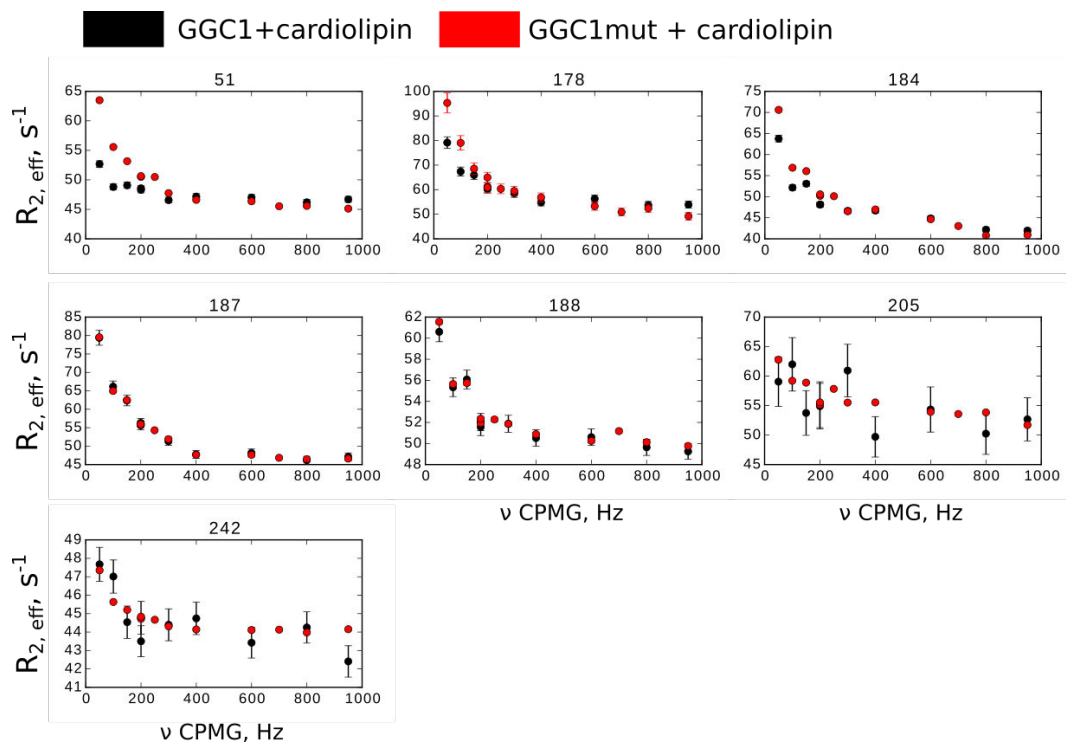 GGC1+cardiolipin GGC1mut + cardiolipin
51 178 184
R2, eff, S-1
65 60 55 50 45 40
0 200 400 600 800 1000
100 90 80 70 60 50 40
0 200 400 600 800 1000
75 70 65 60 55 50 45 40
0 200 400 600 800 1000
187 188 205
R2, eff, S-1
85 80 75 70 65 60 55 50 45
0 200 400 600 800 1000
62 60 58 56 54 52 50 48
0 200 400 600 800 1000
70 65 60 55 50 45
0 200 400 600 800 1000
ν CPMG, Hz ν CPMG, Hz
242
R2, eff, S-1
49 48 47 46 45 44 43 42 41
0 200 400 600 800 1000
ν CPMG, Hz